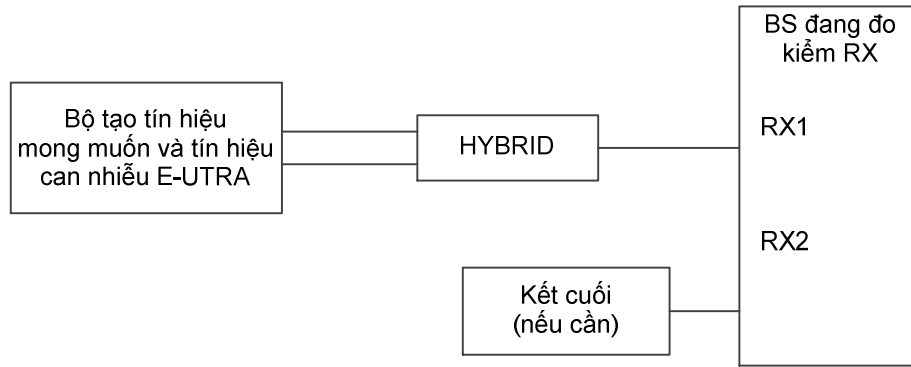 BS đang đo
kiểm RX
Bộ tạo tín hiệu
mong muốn và tín hiệu
can nhiễu E-UTRA
HYBRID
RX1
RX2
Kết cuối
(nếu cần)